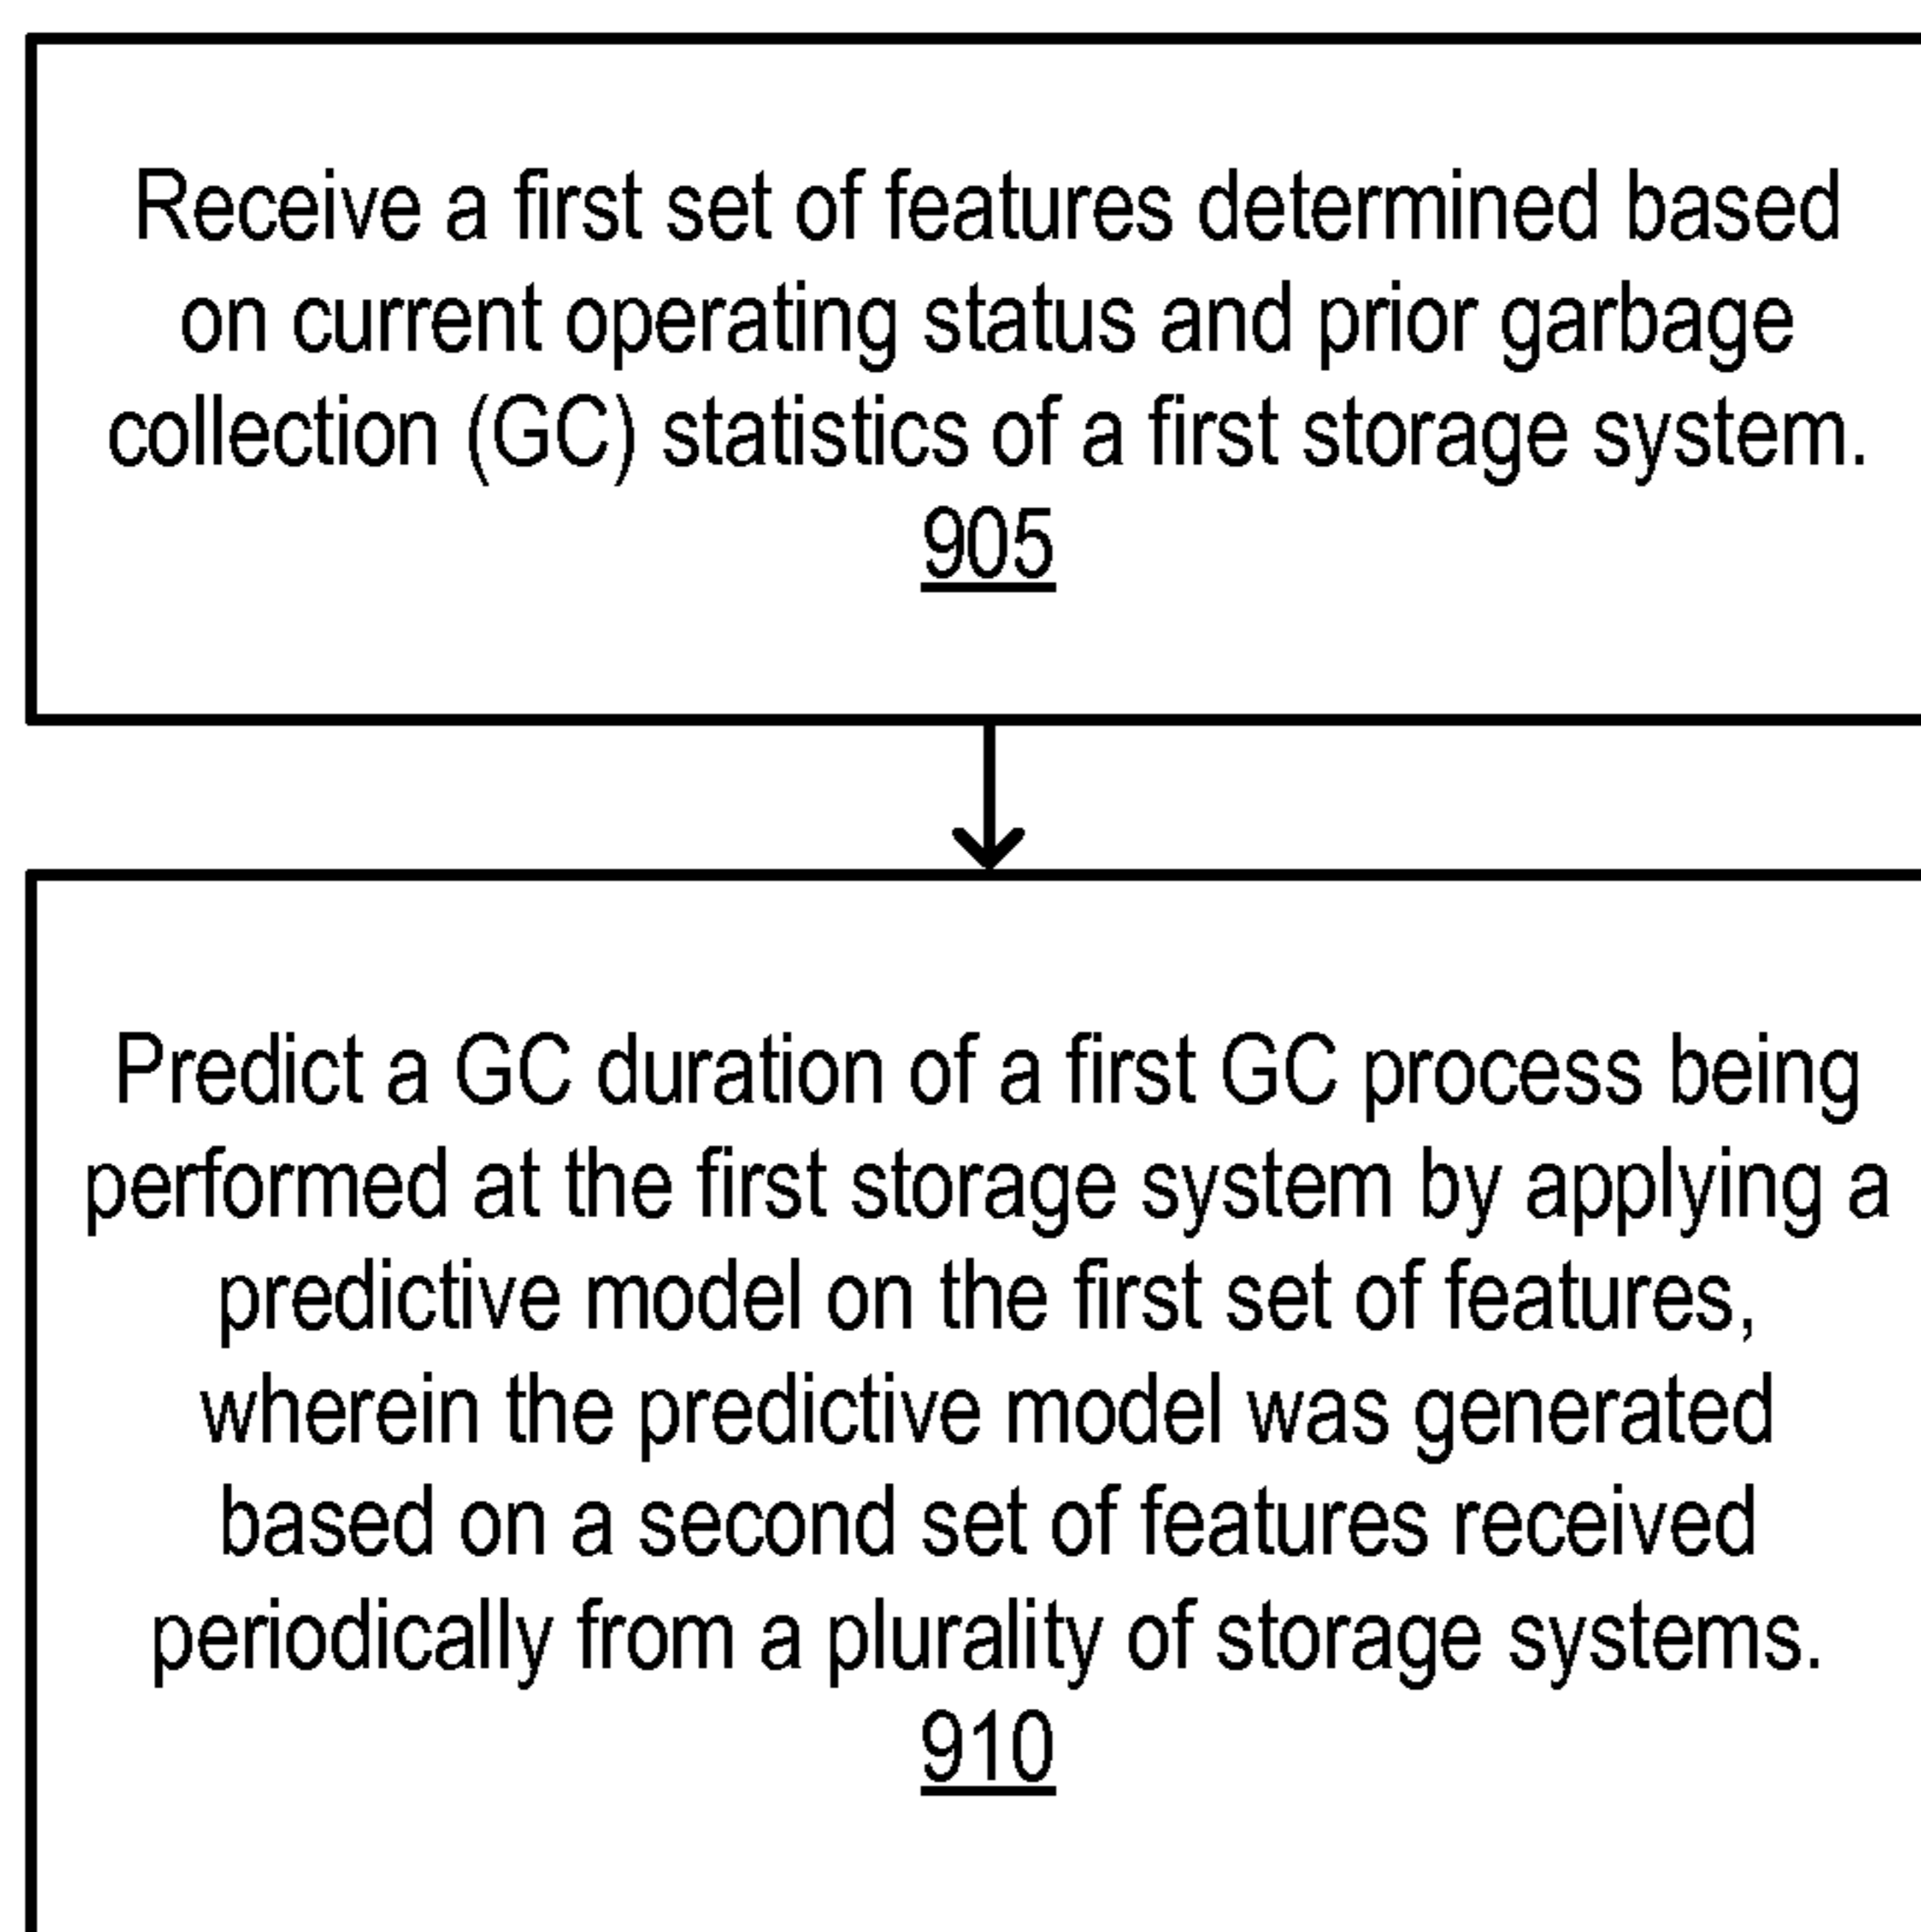 Receive a first set of features determined based
on current operating status and prior garbage
collection (GC) statistics of a first storage system.
905
Predict a GC duration of a first GC process being
performed at the first storage system by applying a
predictive model on the first set of features,
wherein the predictive model was generated
based on a second set of features received
periodically from a plurality of storage systems.
910